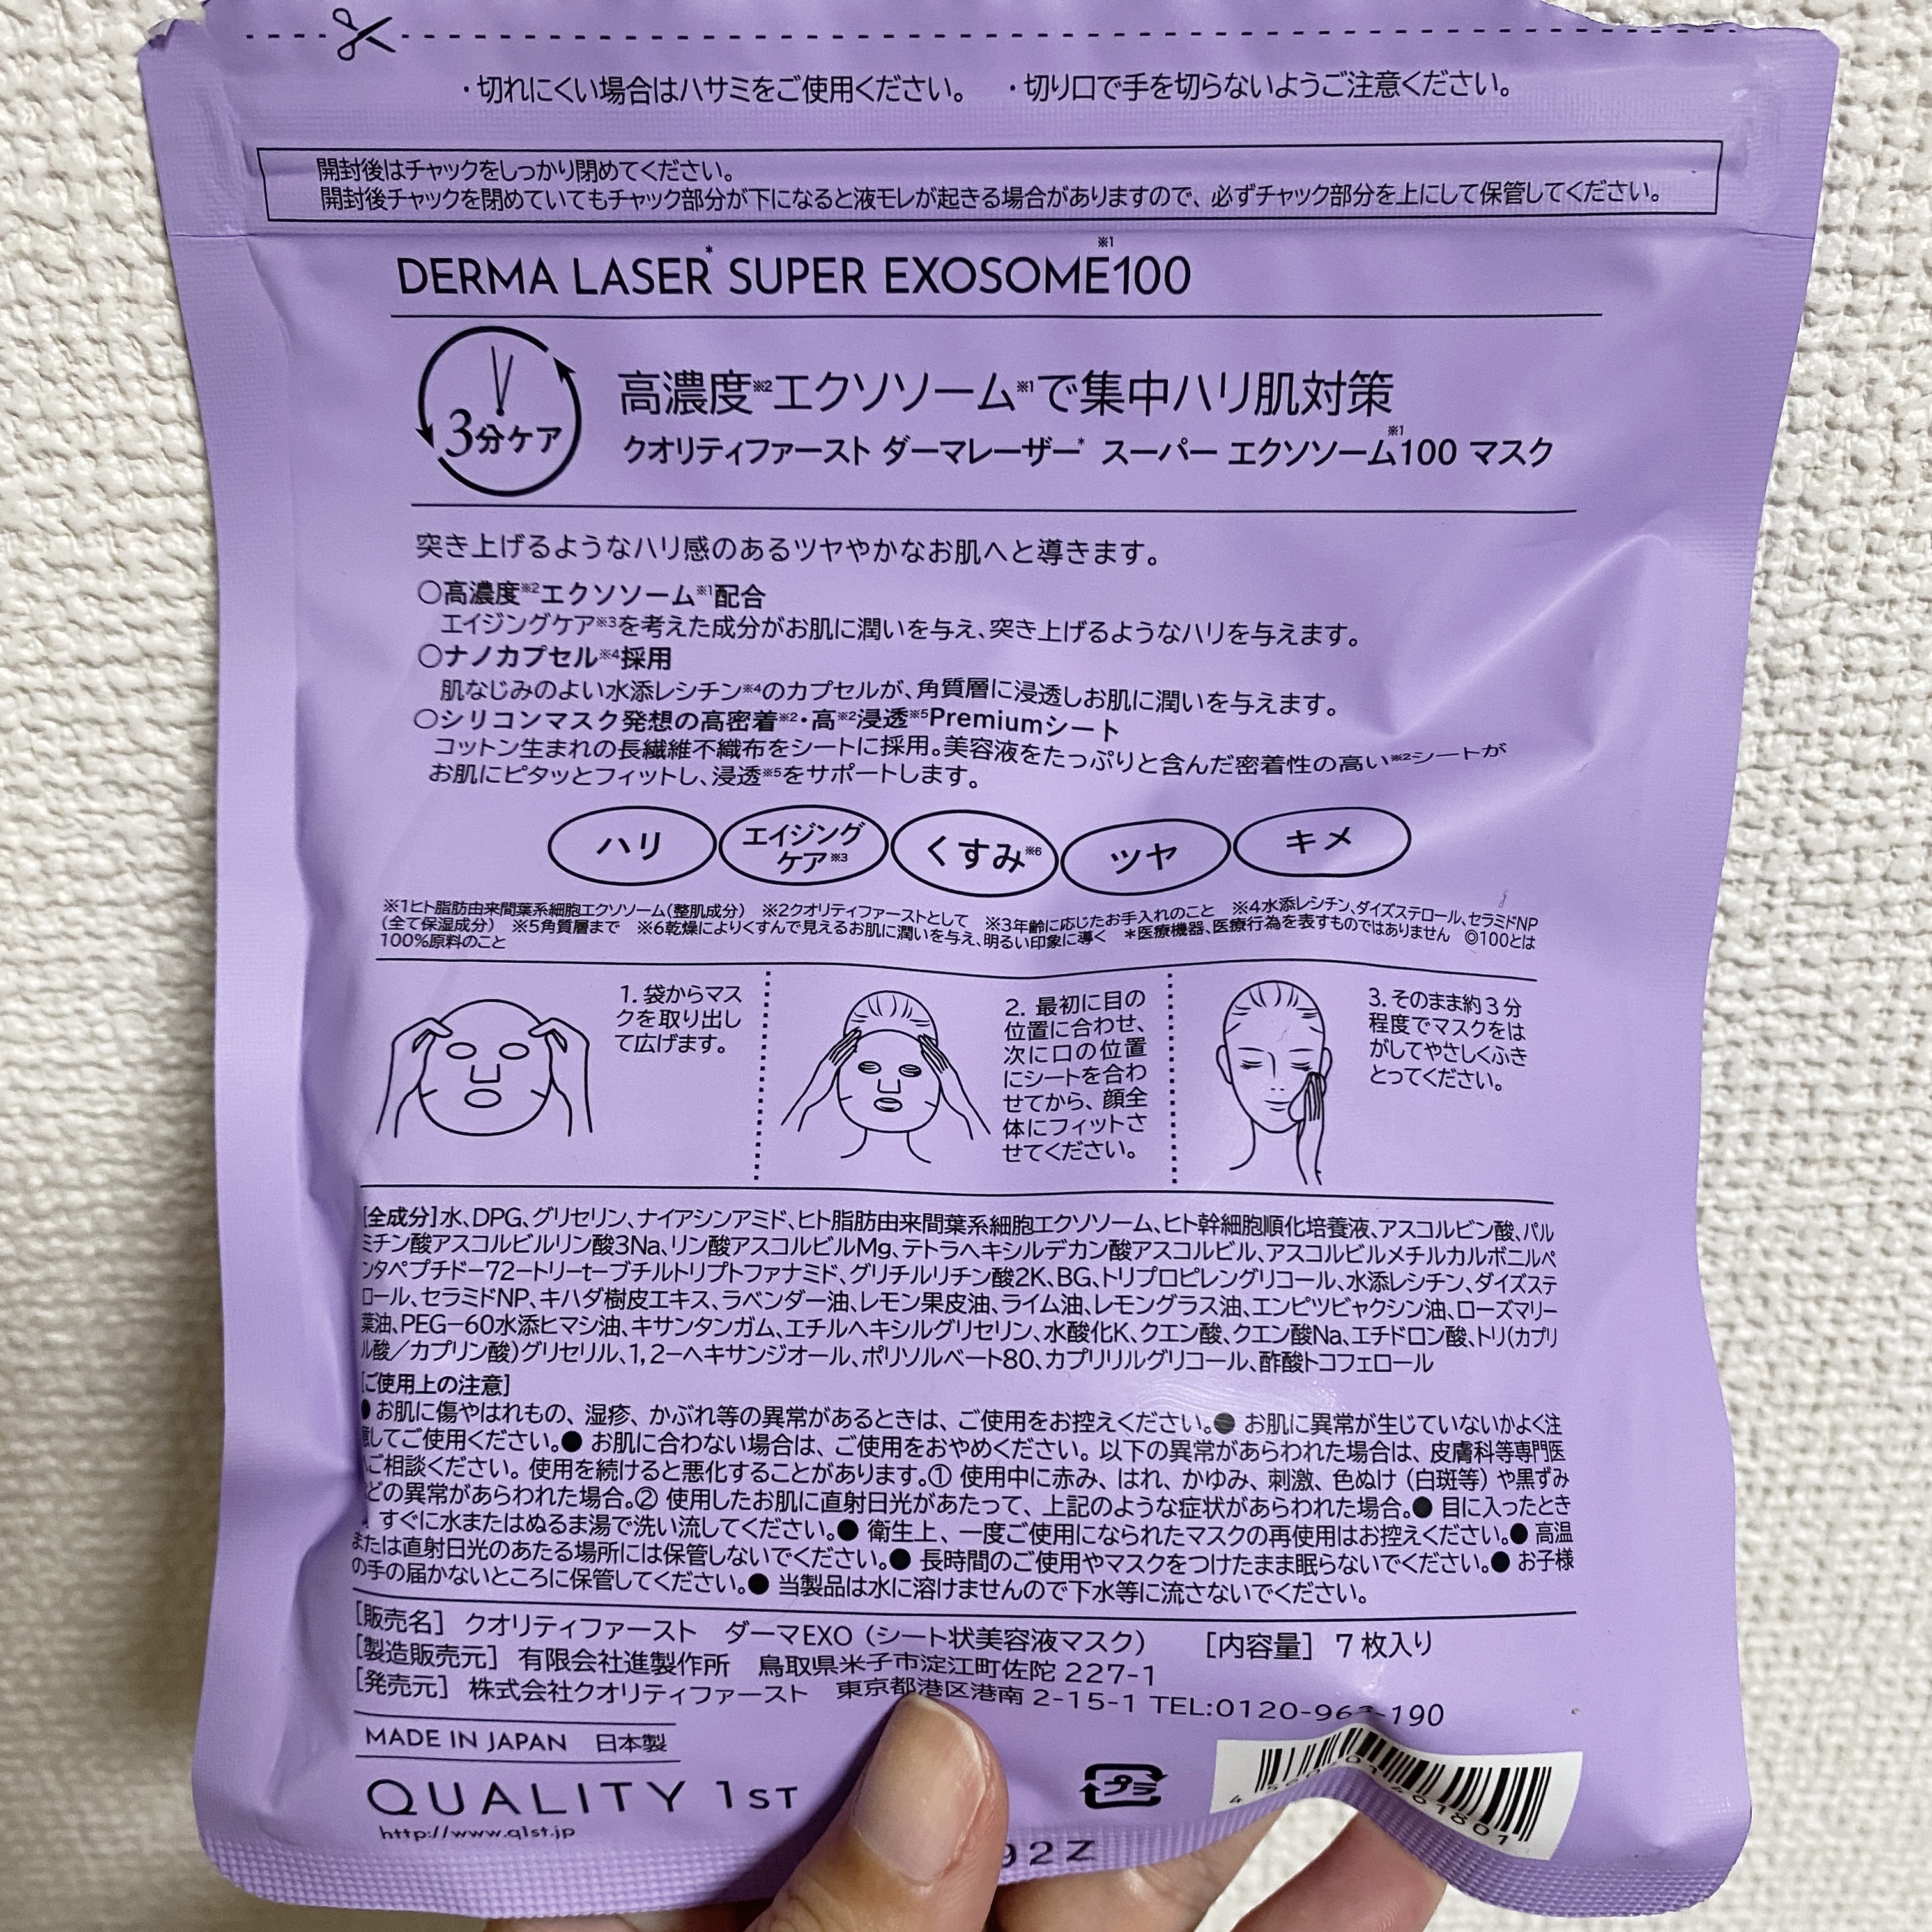 ・切れにくい場合はハサミをご使用ください。 ・切り口で手を切らないようご注意ください。
開封後はチャックをしっかり閉めてください。
開封後チャックを閉めていてもチャック部分が下になると液モレが起きる場合がありますので、必ずチャック部分を上にして保管してください。
DERMA LASER* SUPER EXOSOME※1 100
3分ケア
高濃度※2エクソソーム※1で集中ハリ肌対策
クオリティファースト ダーマレーザー* スーパー エクソソーム※1 100 マスク
突き上げるようなハリ感のあるツヤやかなお肌へと導きます。
○高濃度※2エクソソーム※1配合
エイジングケア※3を考えた成分がお肌に潤いを与え、突き上げるようなハリを与えます。
○ナノカプセル※4採用
肌なじみのよい水添レシチン※4のカプセルが、角質層に浸透しお肌に潤いを与えます。
○シリコンマスク発想の高密着※2・高※2浸透※5Premiumシート
コットン生まれの長繊維不織布をシートに採用。美容液をたっぷりと含んだ密着性の高い※2シートが
お肌にピタッとフィットし、浸透※5をサポートします。
ハリ
エイジング
ケア※3
くすみ※6
ツヤ
キメ
※1ヒト脂肪由来間葉系細胞エクソソーム(整肌成分) ※2クオリティファーストとして ※3年齢に応じたお手入れのこと ※4水添レシチン、ダイズステロール、セラミドNP
(全て保湿成分) ※5角質層まで ※6乾燥によりくすんで見えるお肌に潤いを与え、明るい印象に導く *医療機器、医療行為を表すものではありません ◎100とは
100%原料のこと
1. 袋からマス
クを取り出し
て広げます。
2. 最初に目の
位置に合わせ、
次に口の位置
にシートを合わ
せてから、顔全
体にフィットさ
せてください。
3. そのまま約3分
程度でマスクをは
がしてやさしくふき
とってください。
[全成分]水、DPG、グリセリン、ナイアシンアミド、ヒト脂肪由来間葉系細胞エクソソーム、ヒト幹細胞順化培養液、アスコルビン酸、パル
ミチン酸アスコルビルリン酸3Na、リン酸アスコルビルMg、テトラヘキシルデカン酸アスコルビル、アスコルビルメチルカルボニルペ
ンタペプチド−72−トリ−セ−ブチルトリプトファナミド、グリチルリチン酸2K、BG、トリプロピレングリコール、水添レシチン、ダイズステ
ロール、セラミドNP、キハダ樹皮エキス、ラベンダー油、レモン果皮油、ライム油、レモングラス油、エンピツビャクシン油、ローズマリー
葉油、PEG−60水添ヒマシ油、キサンタンガム、エチルヘキシルグリセリン、水酸化K、クエン酸、クエン酸Na、エチドロン酸、トリ(カプリ
ル酸/カプリン酸)グリセリル、1,2−ヘキサンジオール、ポリソルベート80、カプリリルグリコール、酢酸トコフェロール
[ご使用上の注意]
● お肌に傷やはれもの、湿疹、かぶれ等の異常があるときは、ご使用をお控えください。● お肌に異常が生じていないかよく注
意してご使用ください。● お肌に合わない場合は、ご使用をおやめください。以下の異常があらわれた場合は、皮膚科等専門医
へご相談ください。使用を続けると悪化することがあります。① 使用中に赤み、はれ、かゆみ、刺激、色ぬけ(白斑等)や黒ずみ
などの異常があらわれた場合。② 使用したお肌に直射日光があたって、上記のような症状があらわれた場合。● 目に入ったとき
は、すぐに水またはぬるま湯で洗い流してください。● 衛生上、一度ご使用になられたマスクの再使用はお控えください。● 高温
または直射日光のあたる場所には保管しないでください。● 長時間のご使用やマスクをつけたまま眠らないでください。● お子様
の手の届かないところに保管してください。● 当製品は水に溶けませんので下水等に流さないでください。
[販売名] クオリティファースト ダーマEXO(シート状美容液マスク) [内容量] 7枚入り
[製造販売元] 有限会社進製作所 鳥取県米子市淀江町佐陀 227-1
[発売元] 株式会社クオリティファースト 東京都港区港南 2-15-1 TEL:0120-963-190
MADE IN JAPAN 日本製
QUALITY 1ST
http://www.q1st.jp
プラ
92Z